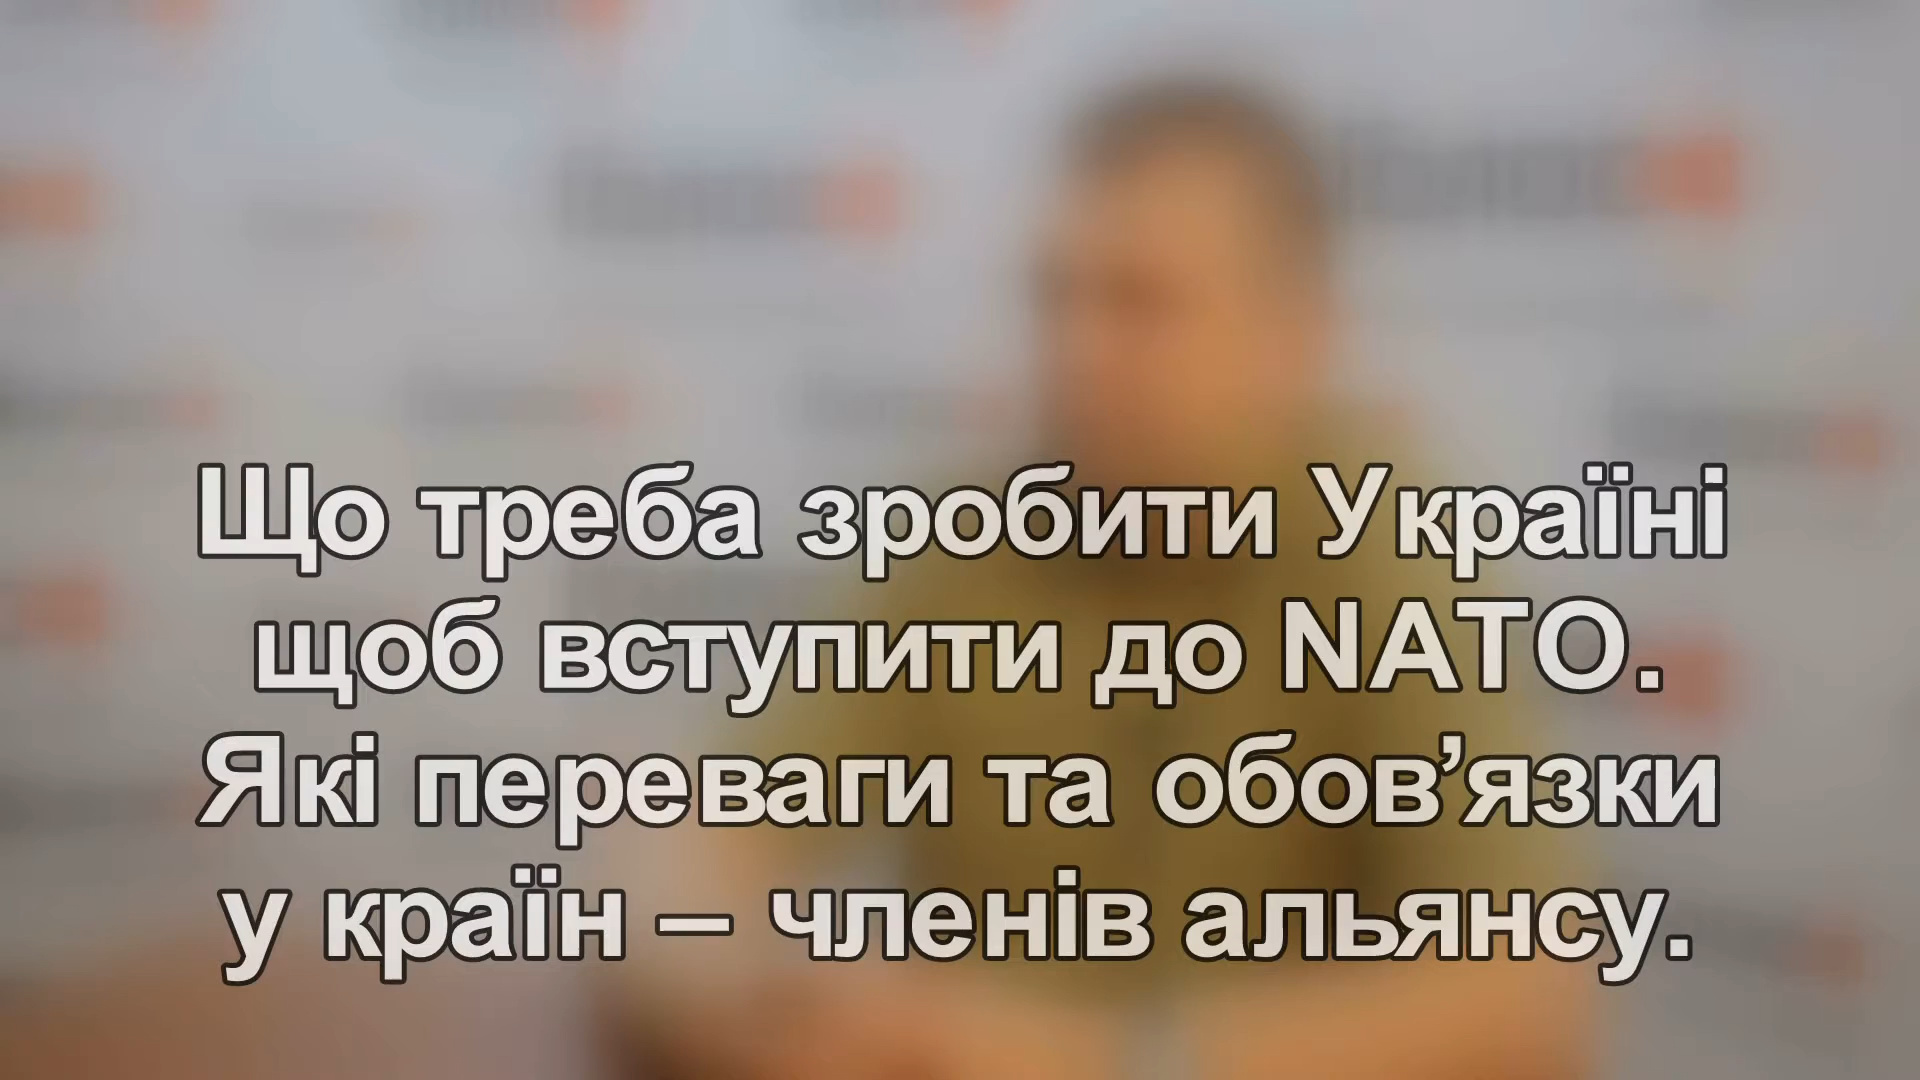 Що треба зробити Україні
щоб вступити до NATO.
Які переваги та обов’язки
у країн – членів альянсу.